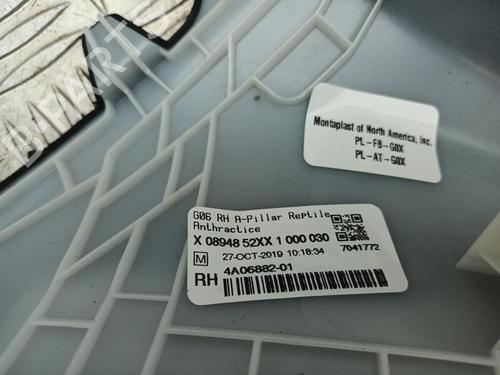 Montaplast of North America, Inc.
PL-FB-G0X
PL-AT-G0X
G06 RH A-Pillar Reptile
Anthractice
X 08948 52XX 1 000 030
M 27-OCT-2019 10:18:34 7041772
RH 4A06882-01